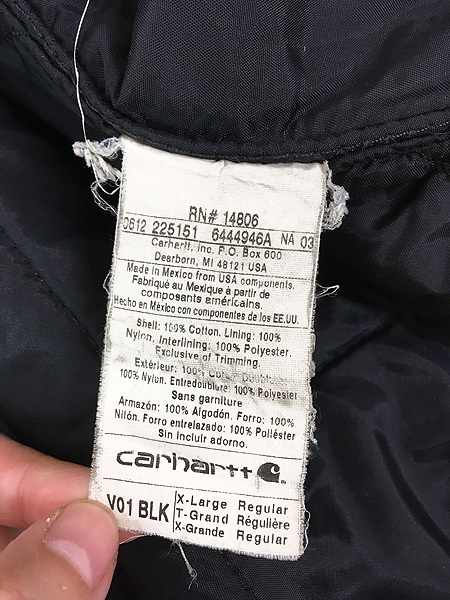 RN# 14806
0612 225151 6444946A NA 03
Carhartt, Inc. P.O. Box 600
Dearborn, MI 48121 USA
Made in Mexico from USA components.
Fabriqué au Mexique à partir de
composants américains.
Hecho en México con componentes de los EE.UU.
Shell: 100% Cotton. Lining: 100%
Nylon. Interlining: 100% Polyester.
Exclusive of Trimming.
Extérieur: 100% Coton. Doublure:
100% Nylon. Entredoublure: 100% Polyester
Sans garniture
Armazón: 100% Algodón. Forro: 100%
Nilón. Forro entrelazado: 100% Poliéster
Sin incluir adorno.
carhartt
V01 BLK
X-Large Regular
T-Grand Régulière
X-Grande Regular